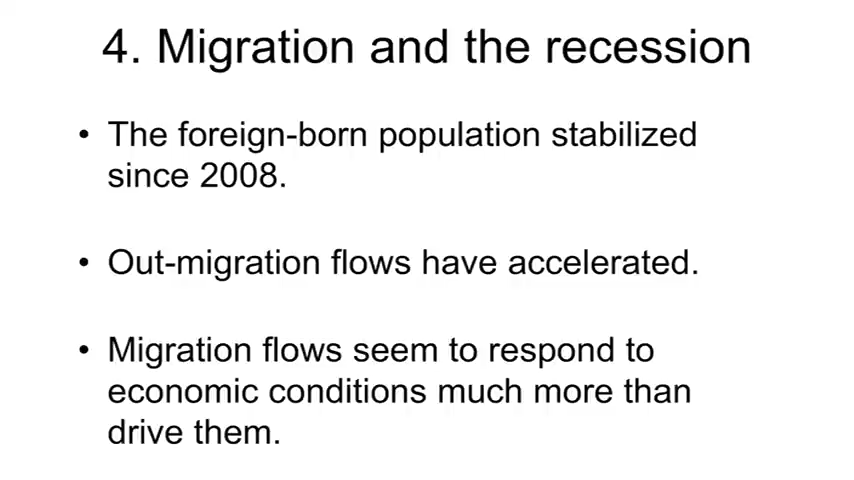 4. Migration and the recession
• The foreign-born population stabilized
since 2008.
• Out-migration flows have accelerated.
• Migration flows seem to respond to
economic conditions much more than
drive them.